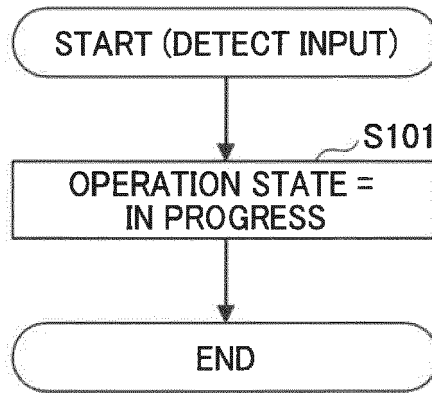 START (DETECT INPUT)
S101
OPERATION STATE =
IN PROGRESS
END